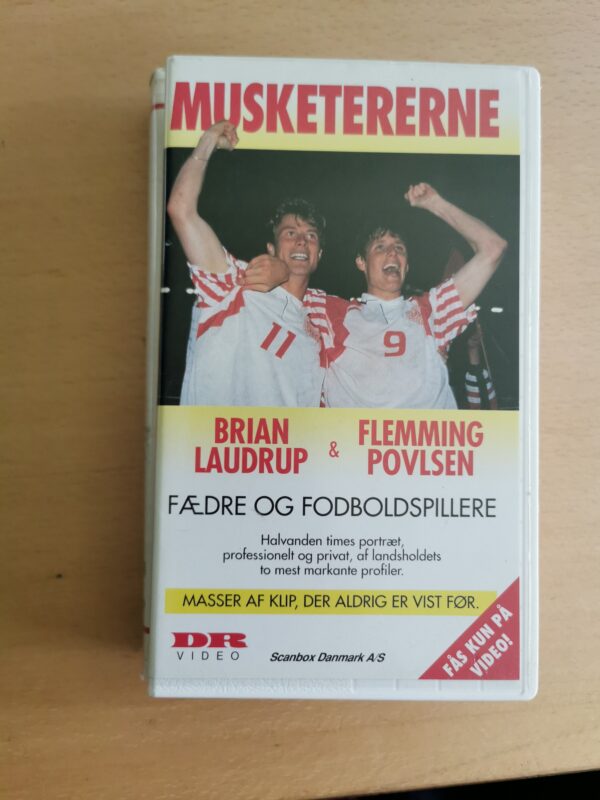 MUSKETERERNE
11
9
BRIAN LAUDRUP & FLEMMING POVLSEN
FÆDRE OG FODBOLDSPILLERE
Halvanden times portræt,
professionelt og privat, af landsholdets
to mest markante profiler.
MASSER AF KLIP, DER ALDRIG ER VIST FØR.
DR
VIDEO
Scanbox Danmark A/S
FÅS KUN PÅ
VIDEO!